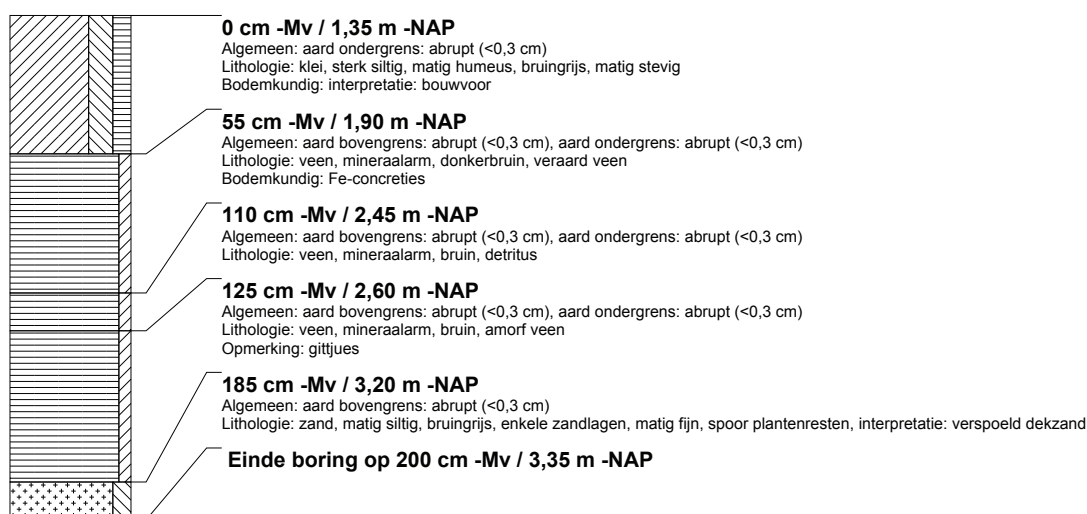 0 cm -Mv / 1,35 m -NAP
Algemeen: aard ondergrens: abrupt (<0,3 cm)
Lithologie: klei, sterk siltig, matig humeus, bruingrijs, matig stevig
Bodemkundig: interpretatie: bouwvoor
55 cm -Mv / 1,90 m -NAP
Algemeen: aard bovengrens: abrupt (<0,3 cm), aard ondergrens: abrupt (<0,3 cm)
Lithologie: veen, mineraalarm, donkerbruin, veraard veen
Bodemkundig: Fe-concreties
110 cm -Mv / 2,45 m -NAP
Algemeen: aard bovengrens: abrupt (<0,3 cm), aard ondergrens: abrupt (<0,3 cm)
Lithologie: veen, mineraalarm, bruin, detritus
125 cm -Mv / 2,60 m -NAP
Algemeen: aard bovengrens: abrupt (<0,3 cm), aard ondergrens: abrupt (<0,3 cm)
Lithologie: veen, mineraalarm, bruin, amorf veen
Opmerking: gittjues
185 cm -Mv / 3,20 m -NAP
Algemeen: aard bovengrens: abrupt (<0,3 cm)
Lithologie: zand, matig siltig, bruingrijs, enkele zandlagen, matig fijn, spoor plantenresten, interpretatie: verspoeld dekzand
Einde boring op 200 cm -Mv / 3,35 m -NAP